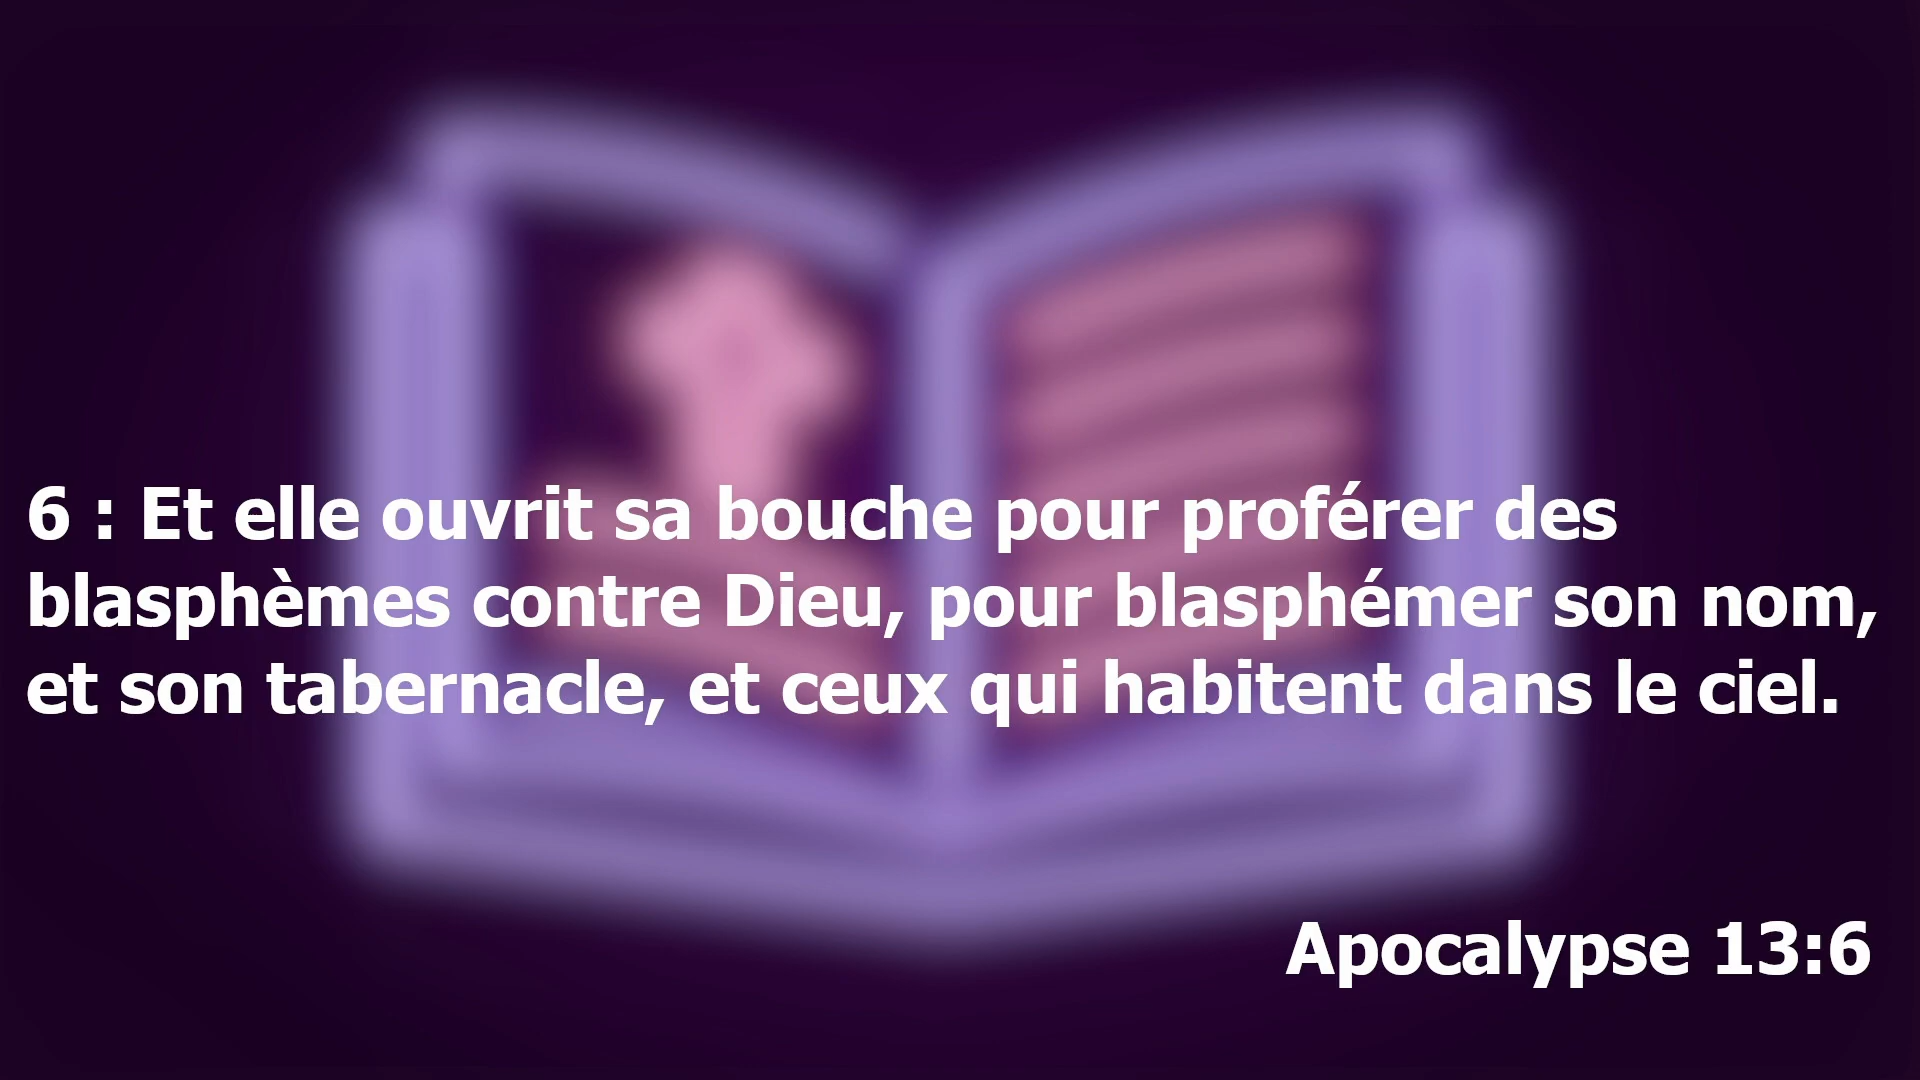 6 : Et elle ouvrit sa bouche pour proférer des
blasphèmes contre Dieu, pour blasphémer son nom,
et son tabernacle, et ceux qui habitent dans le ciel.
Apocalypse 13:6